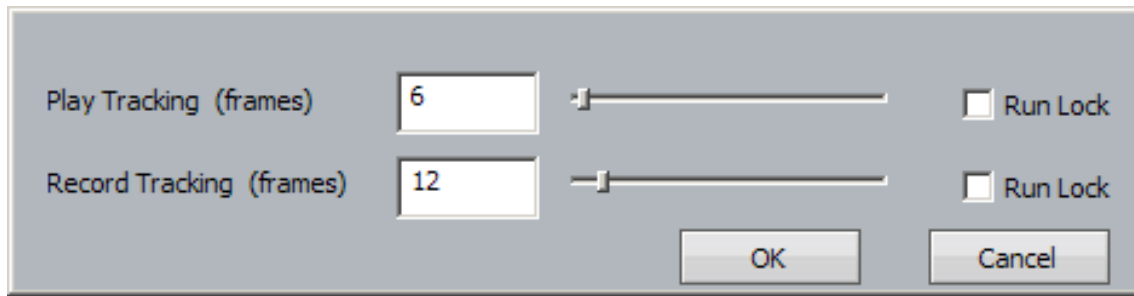 Play Tracking (frames) 6 Run Lock
Record Tracking (frames) 12 Run Lock
OK Cancel